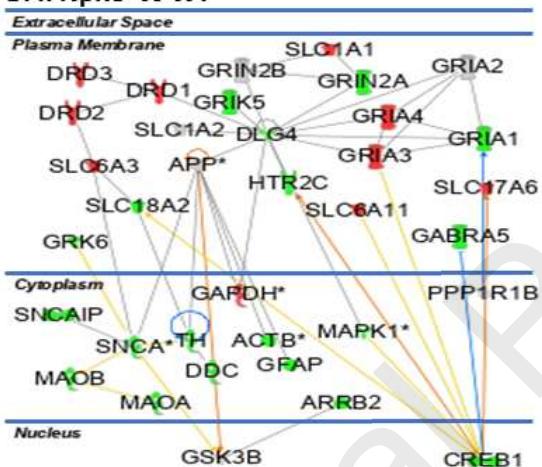 Extracellular Space
Plasma Membrane
SLC1A1
DRD3
GRIN2B
GRIA2
DRD1
GRIN2A
GRIK5
DRD2
GRIA4
SLC1A2
DLG4
GRIA1
GRIA3
SLC6A3
APP*
HTR2C
SLC17A6
SLC18A2
SLC6A11
GRK6
GABRA5
Cytoplasm
GAPDH*
PPP1R1B
SNCAIP
MAPK1*
SNCA*
TH
ACTB*
DDC
GFAP
MAOB
MAOA
ARRB2
Nucleus
GSK3B
CREB1